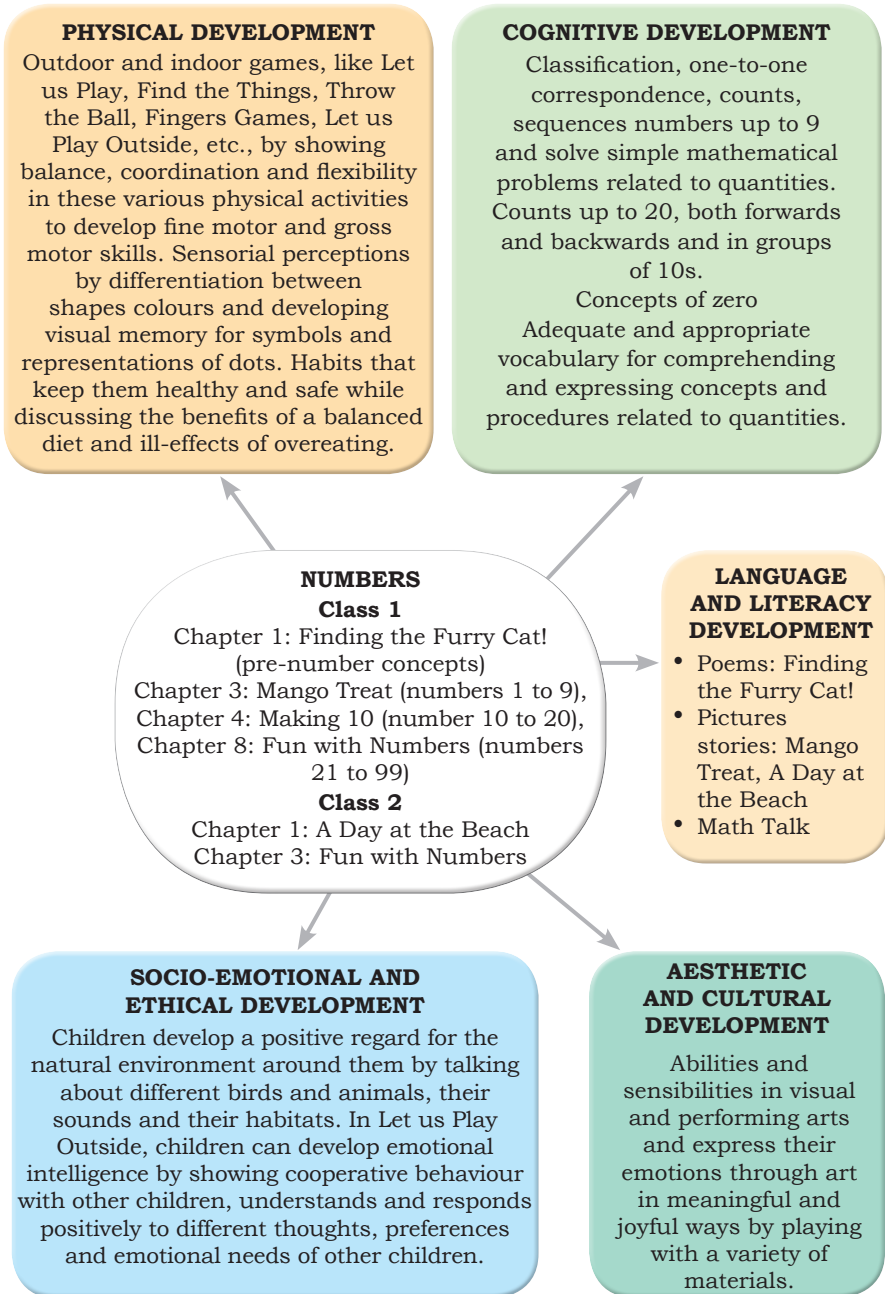 PHYSICAL DEVELOPMENT
Outdoor and indoor games, like Let
us Play, Find the Things, Throw
the Ball, Fingers Games, Let us
Play Outside, etc., by showing
balance, coordination and flexibility
in these various physical activities
to develop fine motor and gross
motor skills. Sensorial perceptions
by differentiation between
shapes colours and developing
visual memory for symbols and
representations of dots. Habits that
keep them healthy and safe while
discussing the benefits of a balanced
diet and ill-effects of overeating.
COGNITIVE DEVELOPMENT
Classification, one-to-one
correspondence, counts,
sequences numbers up to 9
and solve simple mathematical
problems related to quantities.
Counts up to 20, both forwards
and backwards and in groups
of 10s.
Concepts of zero
Adequate and appropriate
vocabulary for comprehending
and expressing concepts and
procedures related to quantities.
NUMBERS
Class 1
Chapter 1: Finding the Furry Cat!
(pre-number concepts)
Chapter 3: Mango Treat (numbers 1 to 9),
Chapter 4: Making 10 (number 10 to 20),
Chapter 8: Fun with Numbers (numbers
21 to 99)
Class 2
Chapter 1: A Day at the Beach
Chapter 3: Fun with Numbers
LANGUAGE
AND LITERACY
DEVELOPMENT
• Poems: Finding
the Furry Cat!
• Pictures
stories: Mango
Treat, A Day at
the Beach
• Math Talk
SOCIO-EMOTIONAL AND
ETHICAL DEVELOPMENT
Children develop a positive regard for the
natural environment around them by talking
about different birds and animals, their
sounds and their habitats. In Let us Play
Outside, children can develop emotional
intelligence by showing cooperative behaviour
with other children, understands and responds
positively to different thoughts, preferences
and emotional needs of other children.
AESTHETIC
AND CULTURAL
DEVELOPMENT
Abilities and
sensibilities in visual
and performing arts
and express their
emotions through art
in meaningful and
joyful ways by playing
with a variety of
materials.